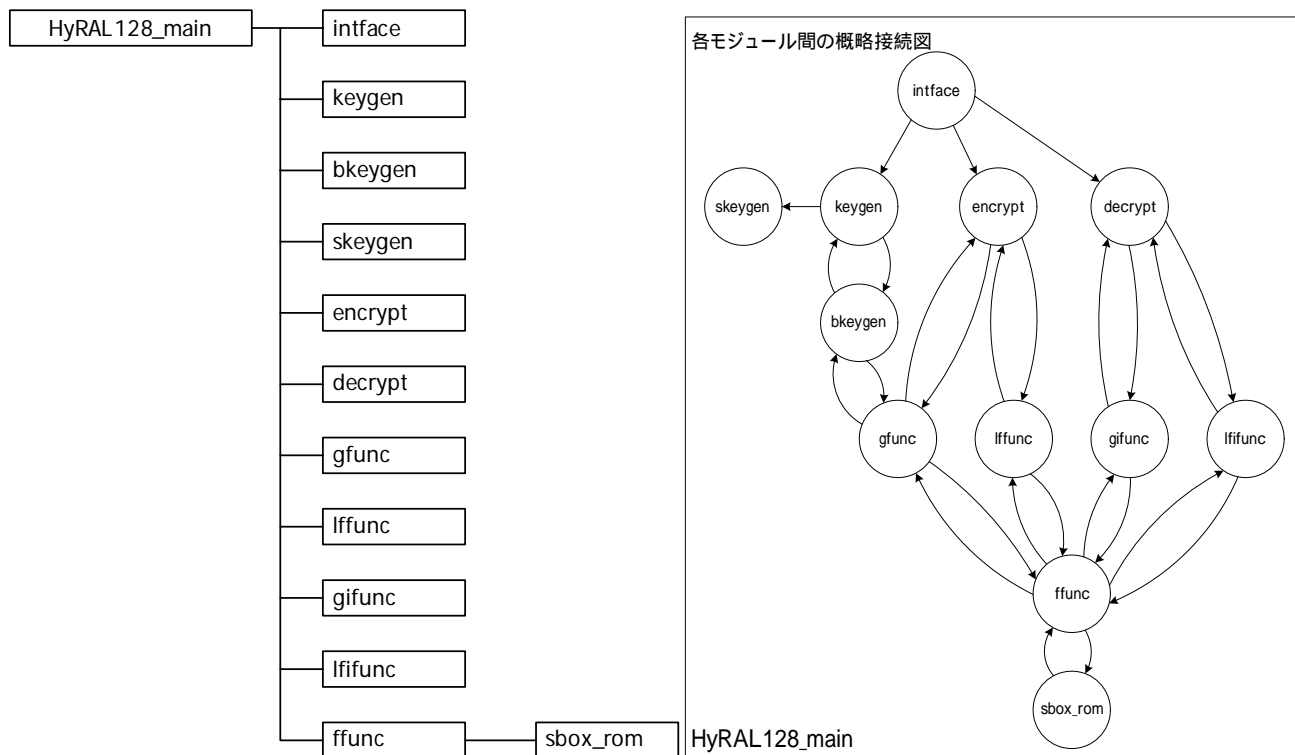 HyRAL128_main
intface
keygen
bkeygen
skeygen
encrypt
decrypt
gfunc
lffunc
gifunc
lfifunc
ffunc
sbox_rom
各モジュール間の概略接続図
intface
skeygen
keygen
encrypt
decrypt
bkeygen
gfunc
lffunc
gifunc
lfifunc
ffunc
sbox_rom
HyRAL128_main